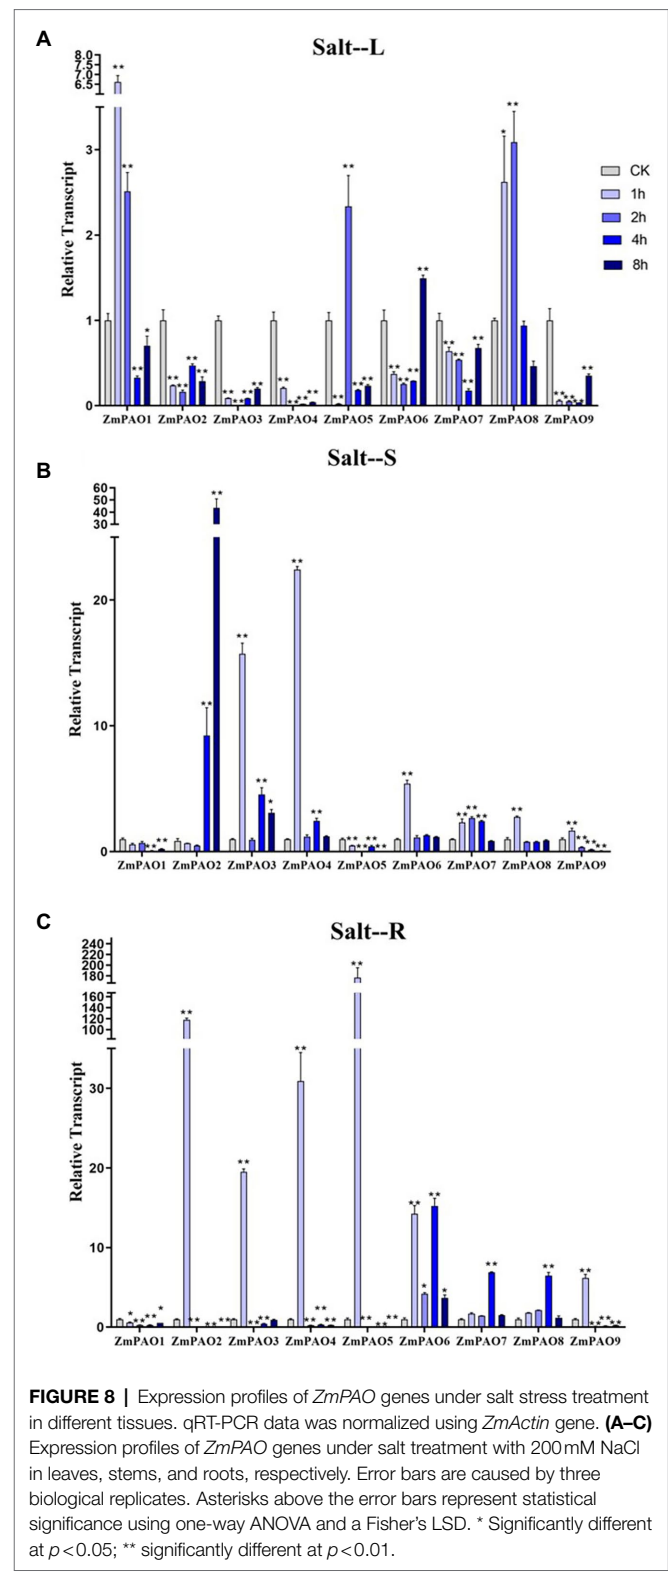 A
Salt--L
8.0
7.5
7.0
6.5
3
2
1
0
Relative Transcript
** ** ** * ** ** ** ** ** ** ** ** ** ** ** ** ** ** ** ** ** ** ** ** ** ** ** ** * ** ** ** ** **
CK
1h
2h
4h
8h
ZmPAO1 ZmPAO2 ZmPAO3 ZmPAO4 ZmPAO5 ZmPAO6 ZmPAO7 ZmPAO8 ZmPAO9
B
Salt--S
60
50
40
30
20
10
0
Relative Transcript
** ** ** ** ** ** * ** ** ** ** ** ** ** ** ** ** ** ** ** ** **
ZmPAO1 ZmPAO2 ZmPAO3 ZmPAO4 ZmPAO5 ZmPAO6 ZmPAO7 ZmPAO8 ZmPAO9
C
Salt--R
240
220
200
180
160
140
120
100
30
20
10
0
Relative Transcript
* ** ** * ** ** ** ** ** ** ** ** ** ** ** ** ** ** ** ** ** * ** * ** ** ** ** ** **
ZmPAO1 ZmPAO2 ZmPAO3 ZmPAO4 ZmPAO5 ZmPAO6 ZmPAO7 ZmPAO8 ZmPAO9
FIGURE 8 | Expression profiles of ZmPAO genes under salt stress treatment
in different tissues. qRT-PCR data was normalized using ZmActin gene. (A–C)
Expression profiles of ZmPAO genes under salt treatment with 200 mM NaCl
in leaves, stems, and roots, respectively. Error bars are caused by three
biological replicates. Asterisks above the error bars represent statistical
significance using one-way ANOVA and a Fisher's LSD. * Significantly different
at p < 0.05; ** significantly different at p < 0.01.